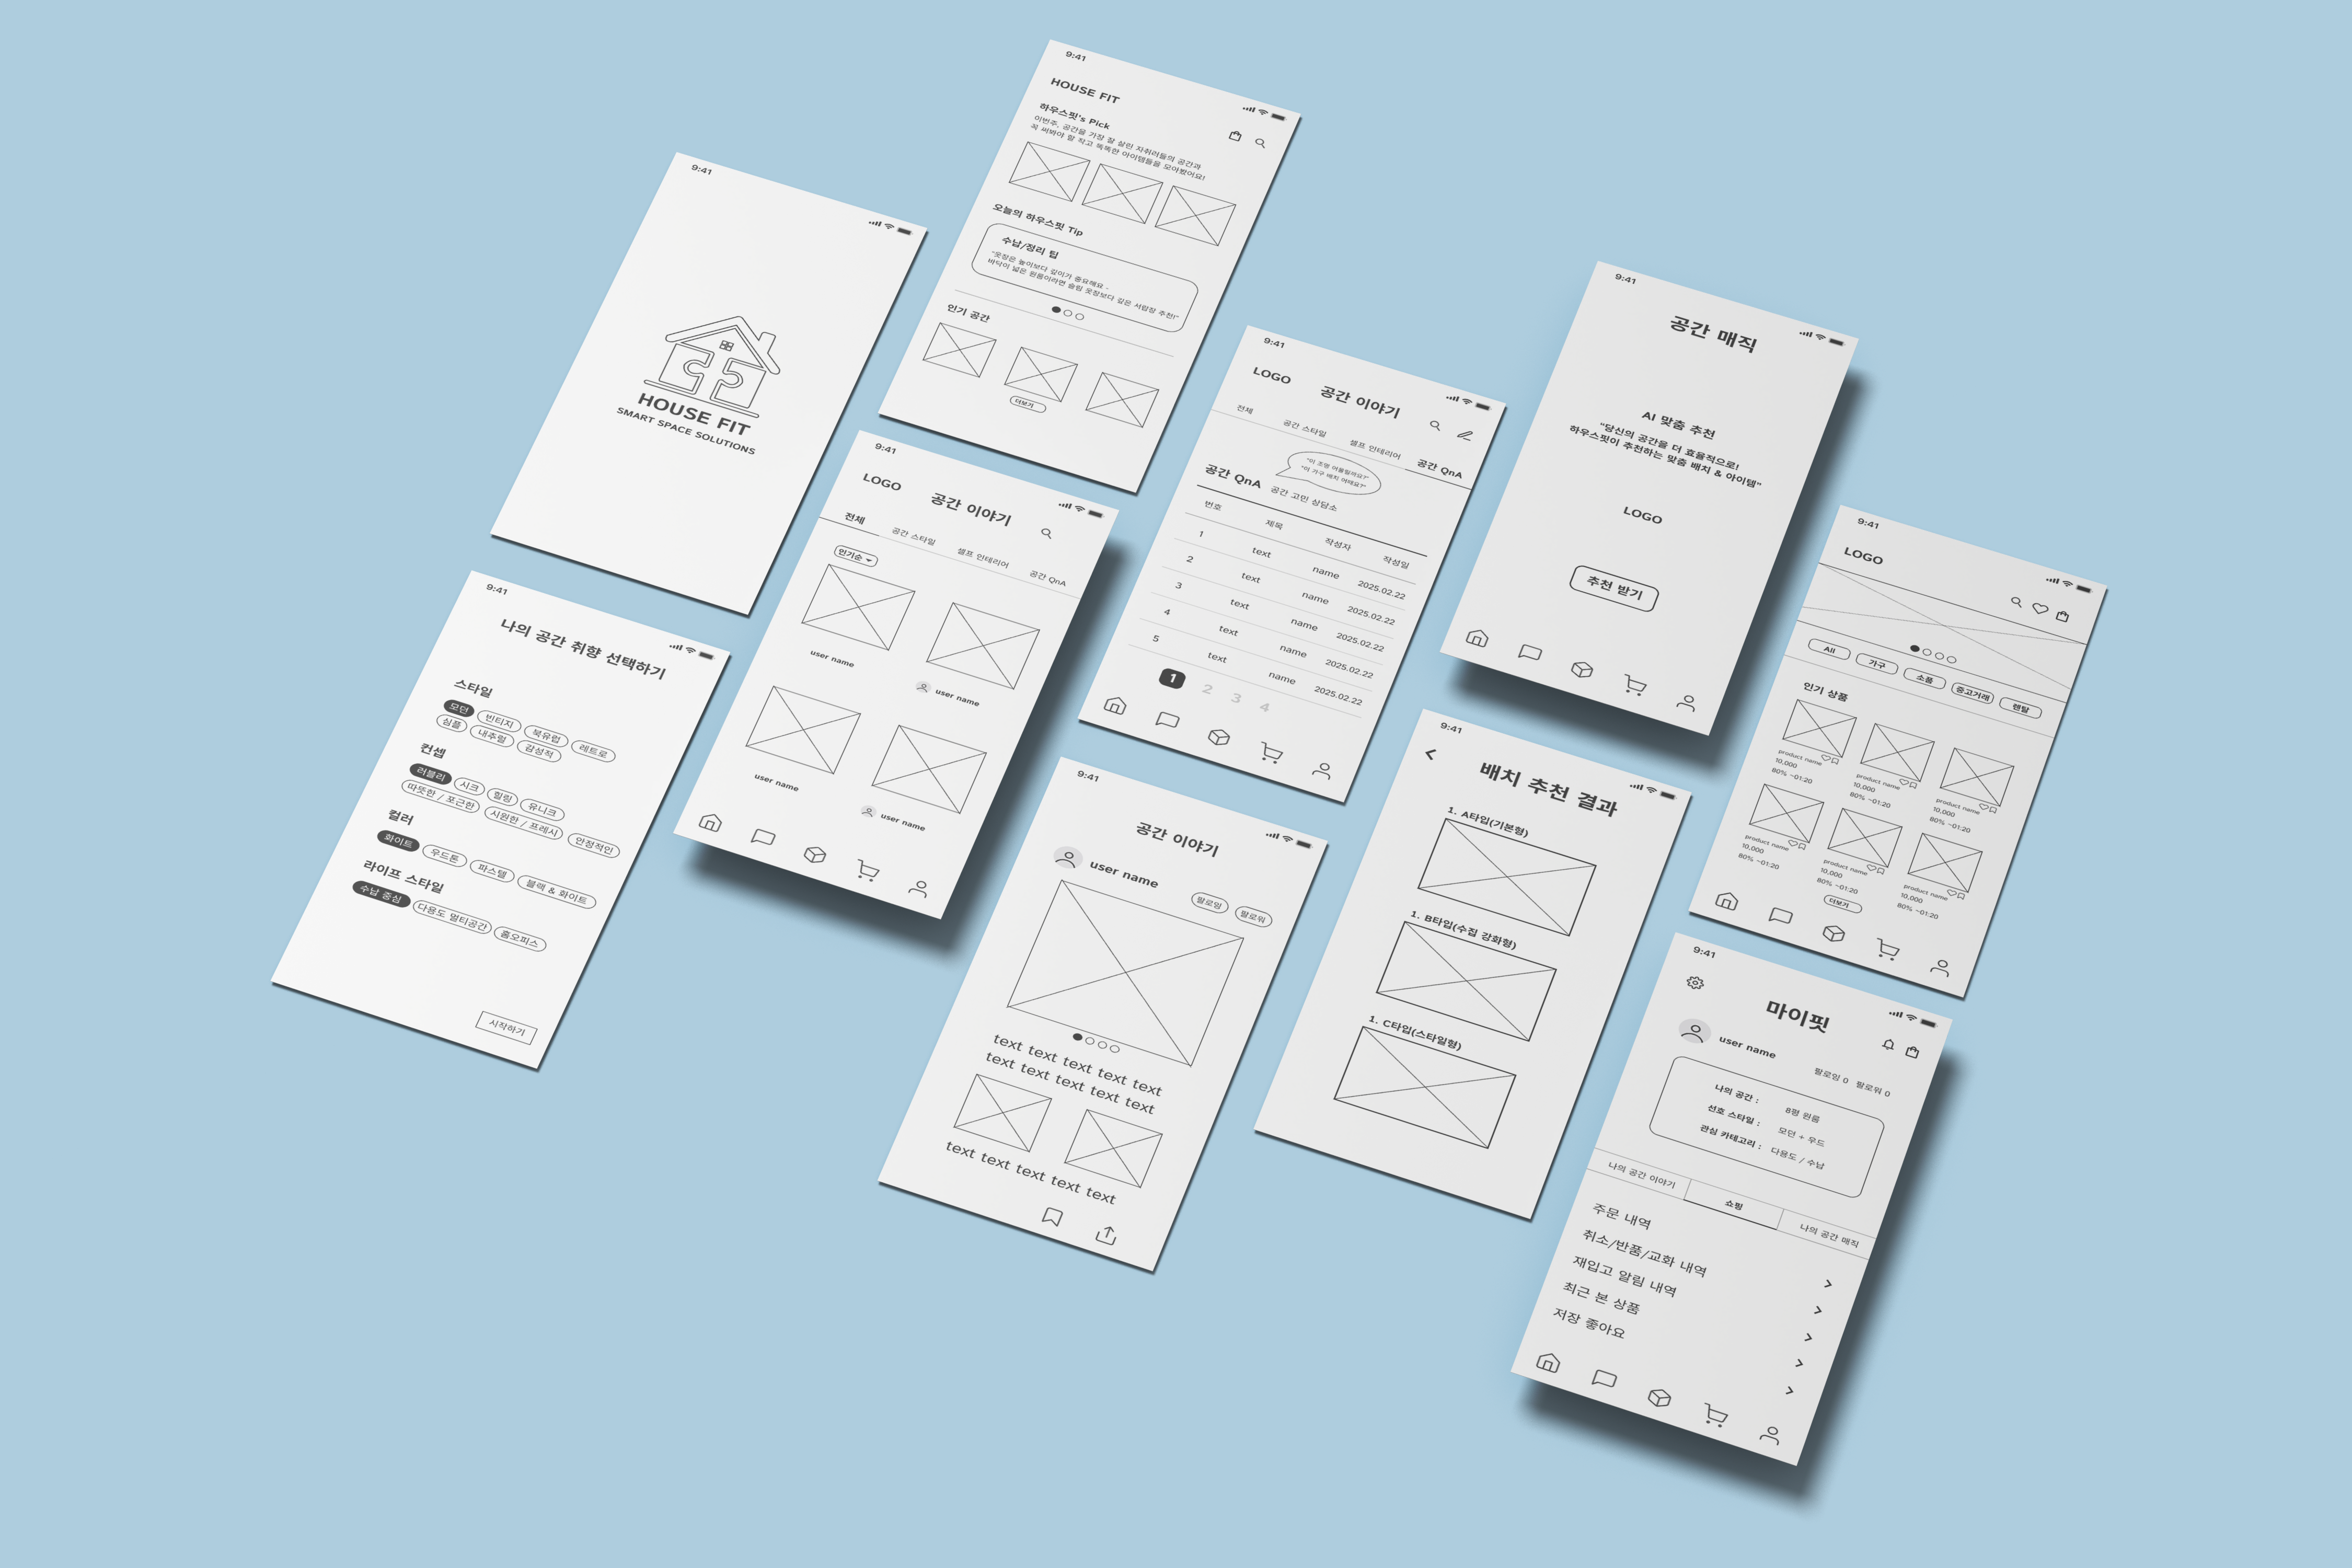 9:41
HOUSE FIT
SMART SPACE SOLUTIONS
9:41
나의 공간 취향 선택하기
스타일
모던 빈티지 북유럽 레트로
심플 내추럴 감성적
컨셉
러블리 시크 힐링 유니크
따뜻한 / 포근한 시원한 / 프레시 안정적인
컬러
화이트 우드톤 파스텔 블랙 & 화이트
라이프 스타일
수납 중심 다용도 멀티공간 홈오피스
시작하기
9:41
HOUSE FIT
하우스핏's Pick
이번주, 공간을 가장 잘 살린 자취러들의 공간과
꼭 써봐야 할 작고 똑똑한 아이템들을 모아봤어요!
오늘의 하우스핏 Tip
수납/정리 팁
"옷장은 높이보다 깊이가 중요해요 -
바닥이 넓은 원룸이라면 슬림 옷장보다 깊은 서랍장 추천!"
인기 공간
더보기
9:41
LOGO 공간 이야기
전체 공간 스타일 셀프 인테리어 공간 QnA
인기순
user name
user name
user name
user name
9:41
LOGO 공간 이야기
전체 공간 스타일 셀프 인테리어 공간 QnA
"이 조명 어울릴까요?"
"이 가구 배치 어때요?"
공간 QnA 공간 고민 상담소
번호 제목 작성자 작성일
1 text name 2025.02.22
2 text name 2025.02.22
3 text name 2025.02.22
4 text name 2025.02.22
5 text name 2025.02.22
1 2 3 4
9:41
공간 이야기
user name
팔로잉 팔로워
text text text text text
text text text text text
text text text text text
9:41
공간 매직
AI 맞춤 추천
"당신의 공간을 더 효율적으로!
하우스핏이 추천하는 맞춤 배치 & 아이템"
LOGO
추천 받기
9:41
배치 추천 결과
1. A타입(기본형)
1. B타입(수집 강화형)
1. C타입(스타일형)
9:41
LOGO
All 가구 소품 중고거래 렌탈
인기 상품
product name
10,000
80% ~01:20
product name
10,000
80% ~01:20
product name
10,000
80% ~01:20
product name
10,000
80% ~01:20
product name
10,000
80% ~01:20
product name
10,000
80% ~01:20
더보기
9:41
마이핏
user name
팔로잉 0 팔로워 0
나의 공간 : 8평 원룸
선호 스타일 : 모던 + 우드
관심 카테고리 : 다용도 / 수납
나의 공간 이야기 쇼핑 나의 공간 매직
주문 내역
취소/반품/교화 내역
재입고 알림 내역
최근 본 상품
저장 좋아요